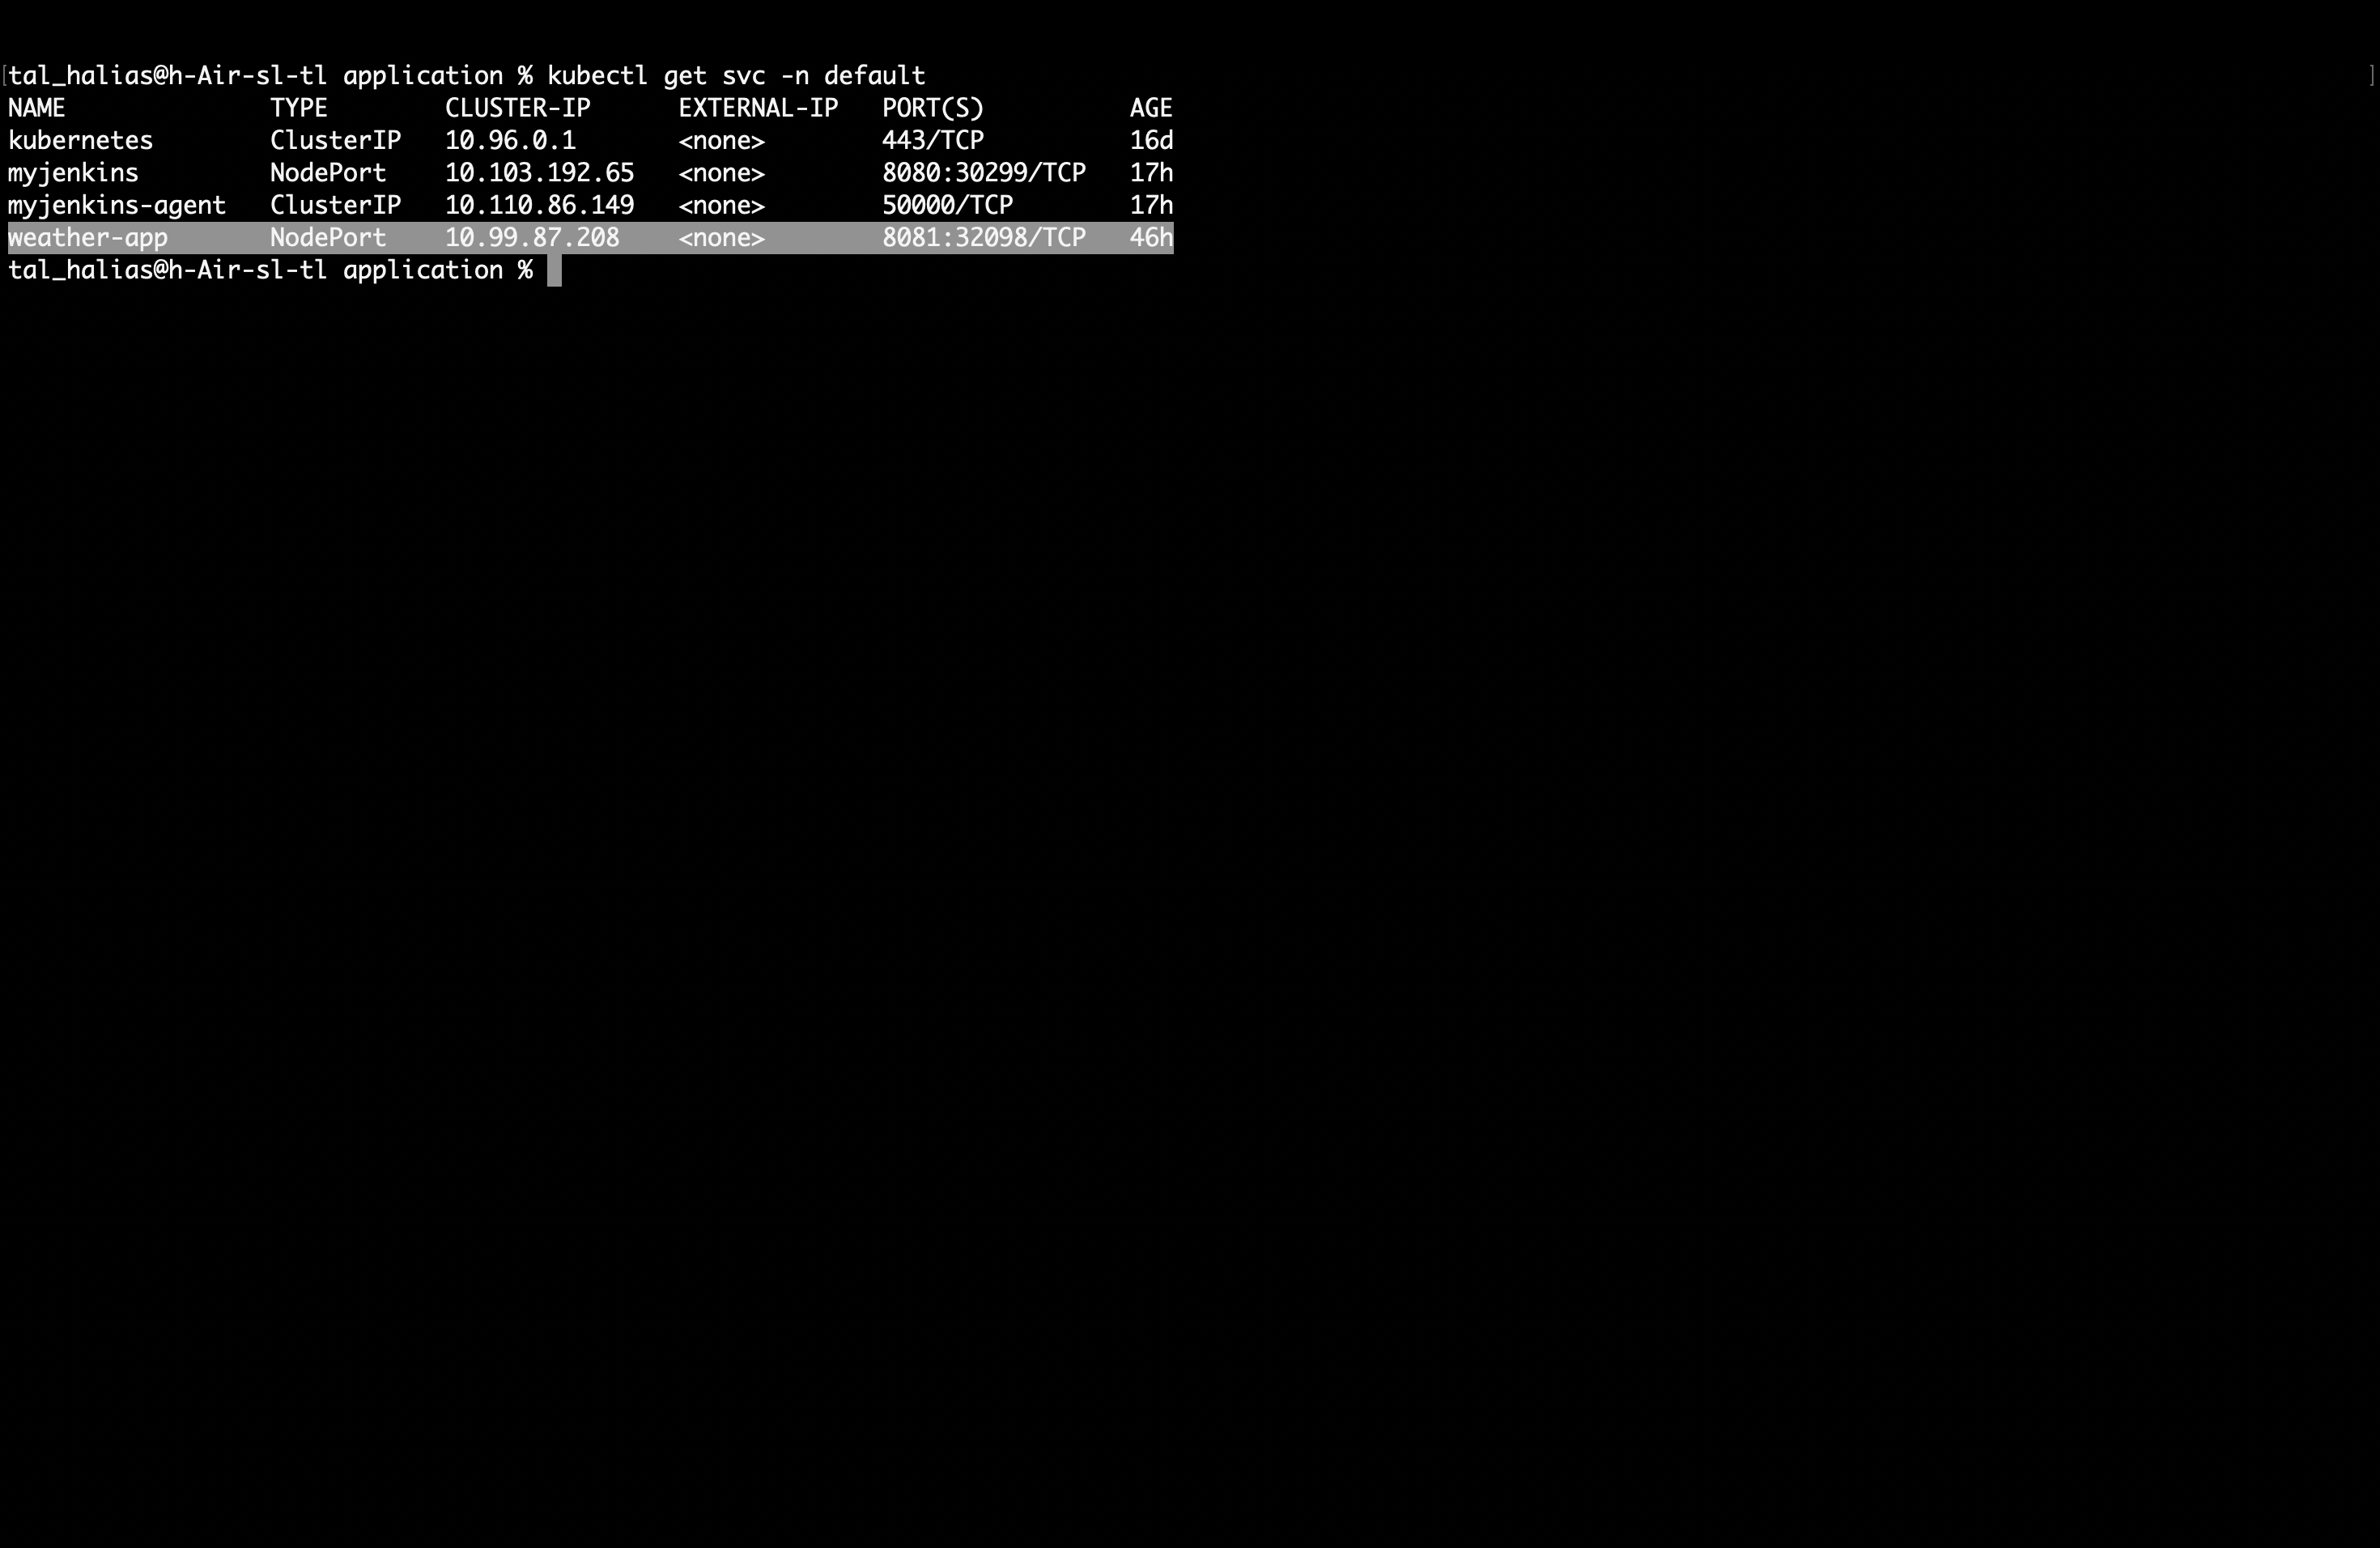 [tal_halias@h-Air-sl-tl application % kubectl get svc -n default ]
NAME TYPE CLUSTER-IP EXTERNAL-IP PORT(S) AGE
kubernetes ClusterIP 10.96.0.1 <none> 443/TCP 16d
myjenkins NodePort 10.103.192.65 <none> 8080:30299/TCP 17h
myjenkins-agent ClusterIP 10.110.86.149 <none> 50000/TCP 17h
weather-app NodePort 10.99.87.208 <none> 8081:32098/TCP 46h
tal_halias@h-Air-sl-tl application %